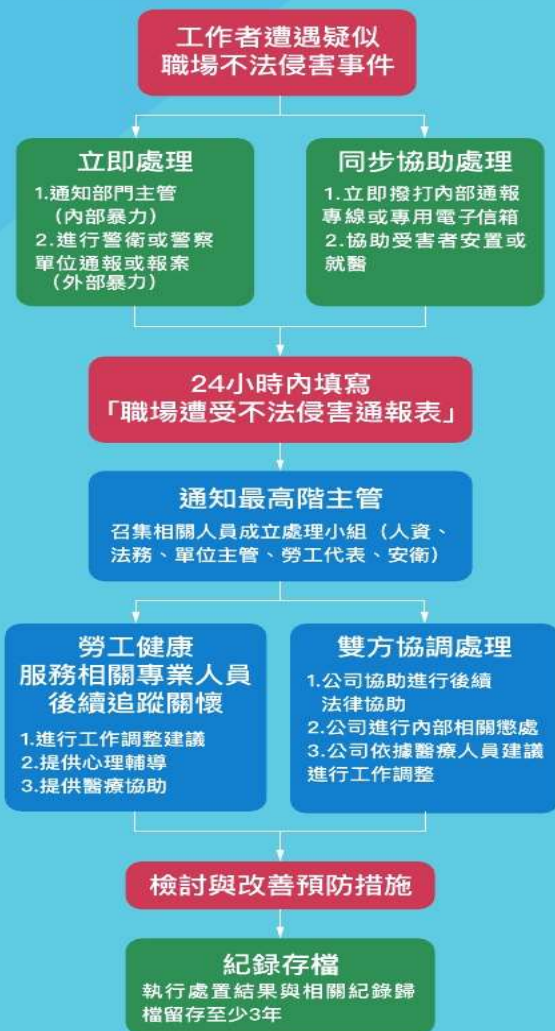 工作者遭遇疑似
職場不法侵害事件
立即處理
1.通知部門主管
（內部暴力）
2.進行警衛或警察
單位通報或報案
（外部暴力）
同步協助處理
1.立即撥打內部通報
專線或專用電子信箱
2.協助受害者安置或
就醫
24小時內填寫
「職場遭受不法侵害通報表」
通知最高階主管
召集相關人員成立處理小組（人資、
法務、單位主管、勞工代表、安衛）
勞工健康
服務相關專業人員
後續追蹤關懷
1.進行工作調整建議
2.提供心理輔導
3.提供醫療協助
雙方協調處理
1.公司協助進行後續
法律協助
2.公司進行內部相關懲處
3.公司依據醫療人員建議
進行工作調整
檢討與改善預防措施
紀錄存檔
執行處置結果與相關紀錄歸
檔留存至少3年